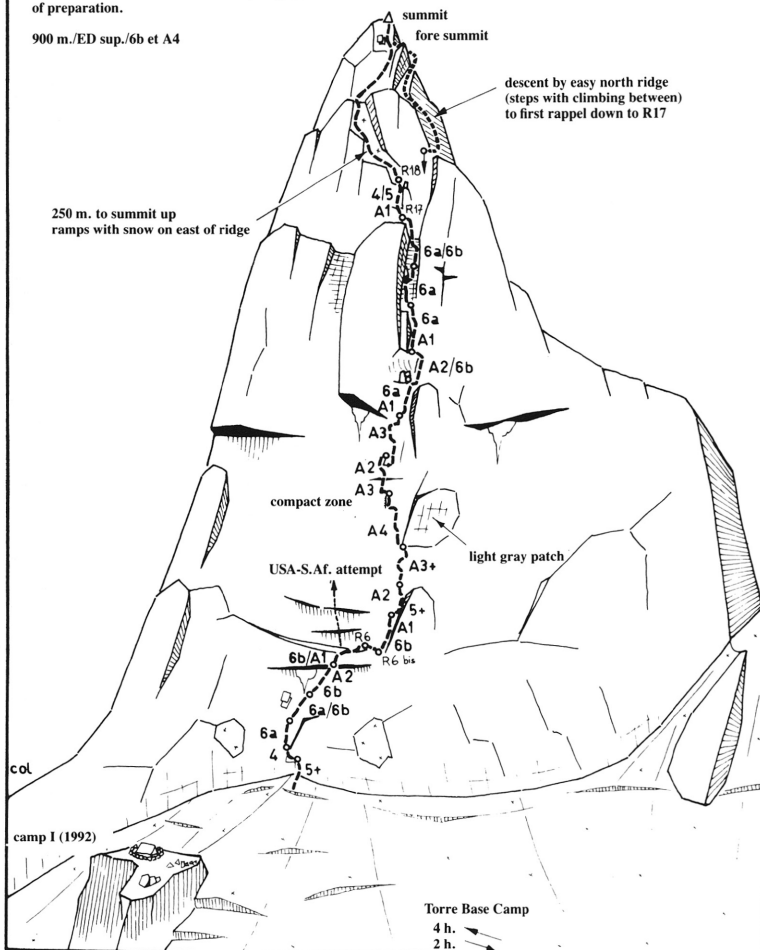 of preparation.
900 m./ED sup./6b et A4
summit
fore summit
descent by easy north ridge
(steps with climbing between)
to first rappel down to R17
R18
4/5
A1
R17
250 m. to summit up
ramps with snow on east of ridge
6a/6b
6a
6a
A1
A2/6b
6a
A1
A3
A2
A3
compact zone
A4
light gray patch
A3+
USA-S.Af. attempt
A2
5+
A1
R6
6b
6b/A1
R6 bis
A2
6b
6a/6b
6a
4
5+
col
camp I (1992)
Torre Base Camp
4 h.
2 h.